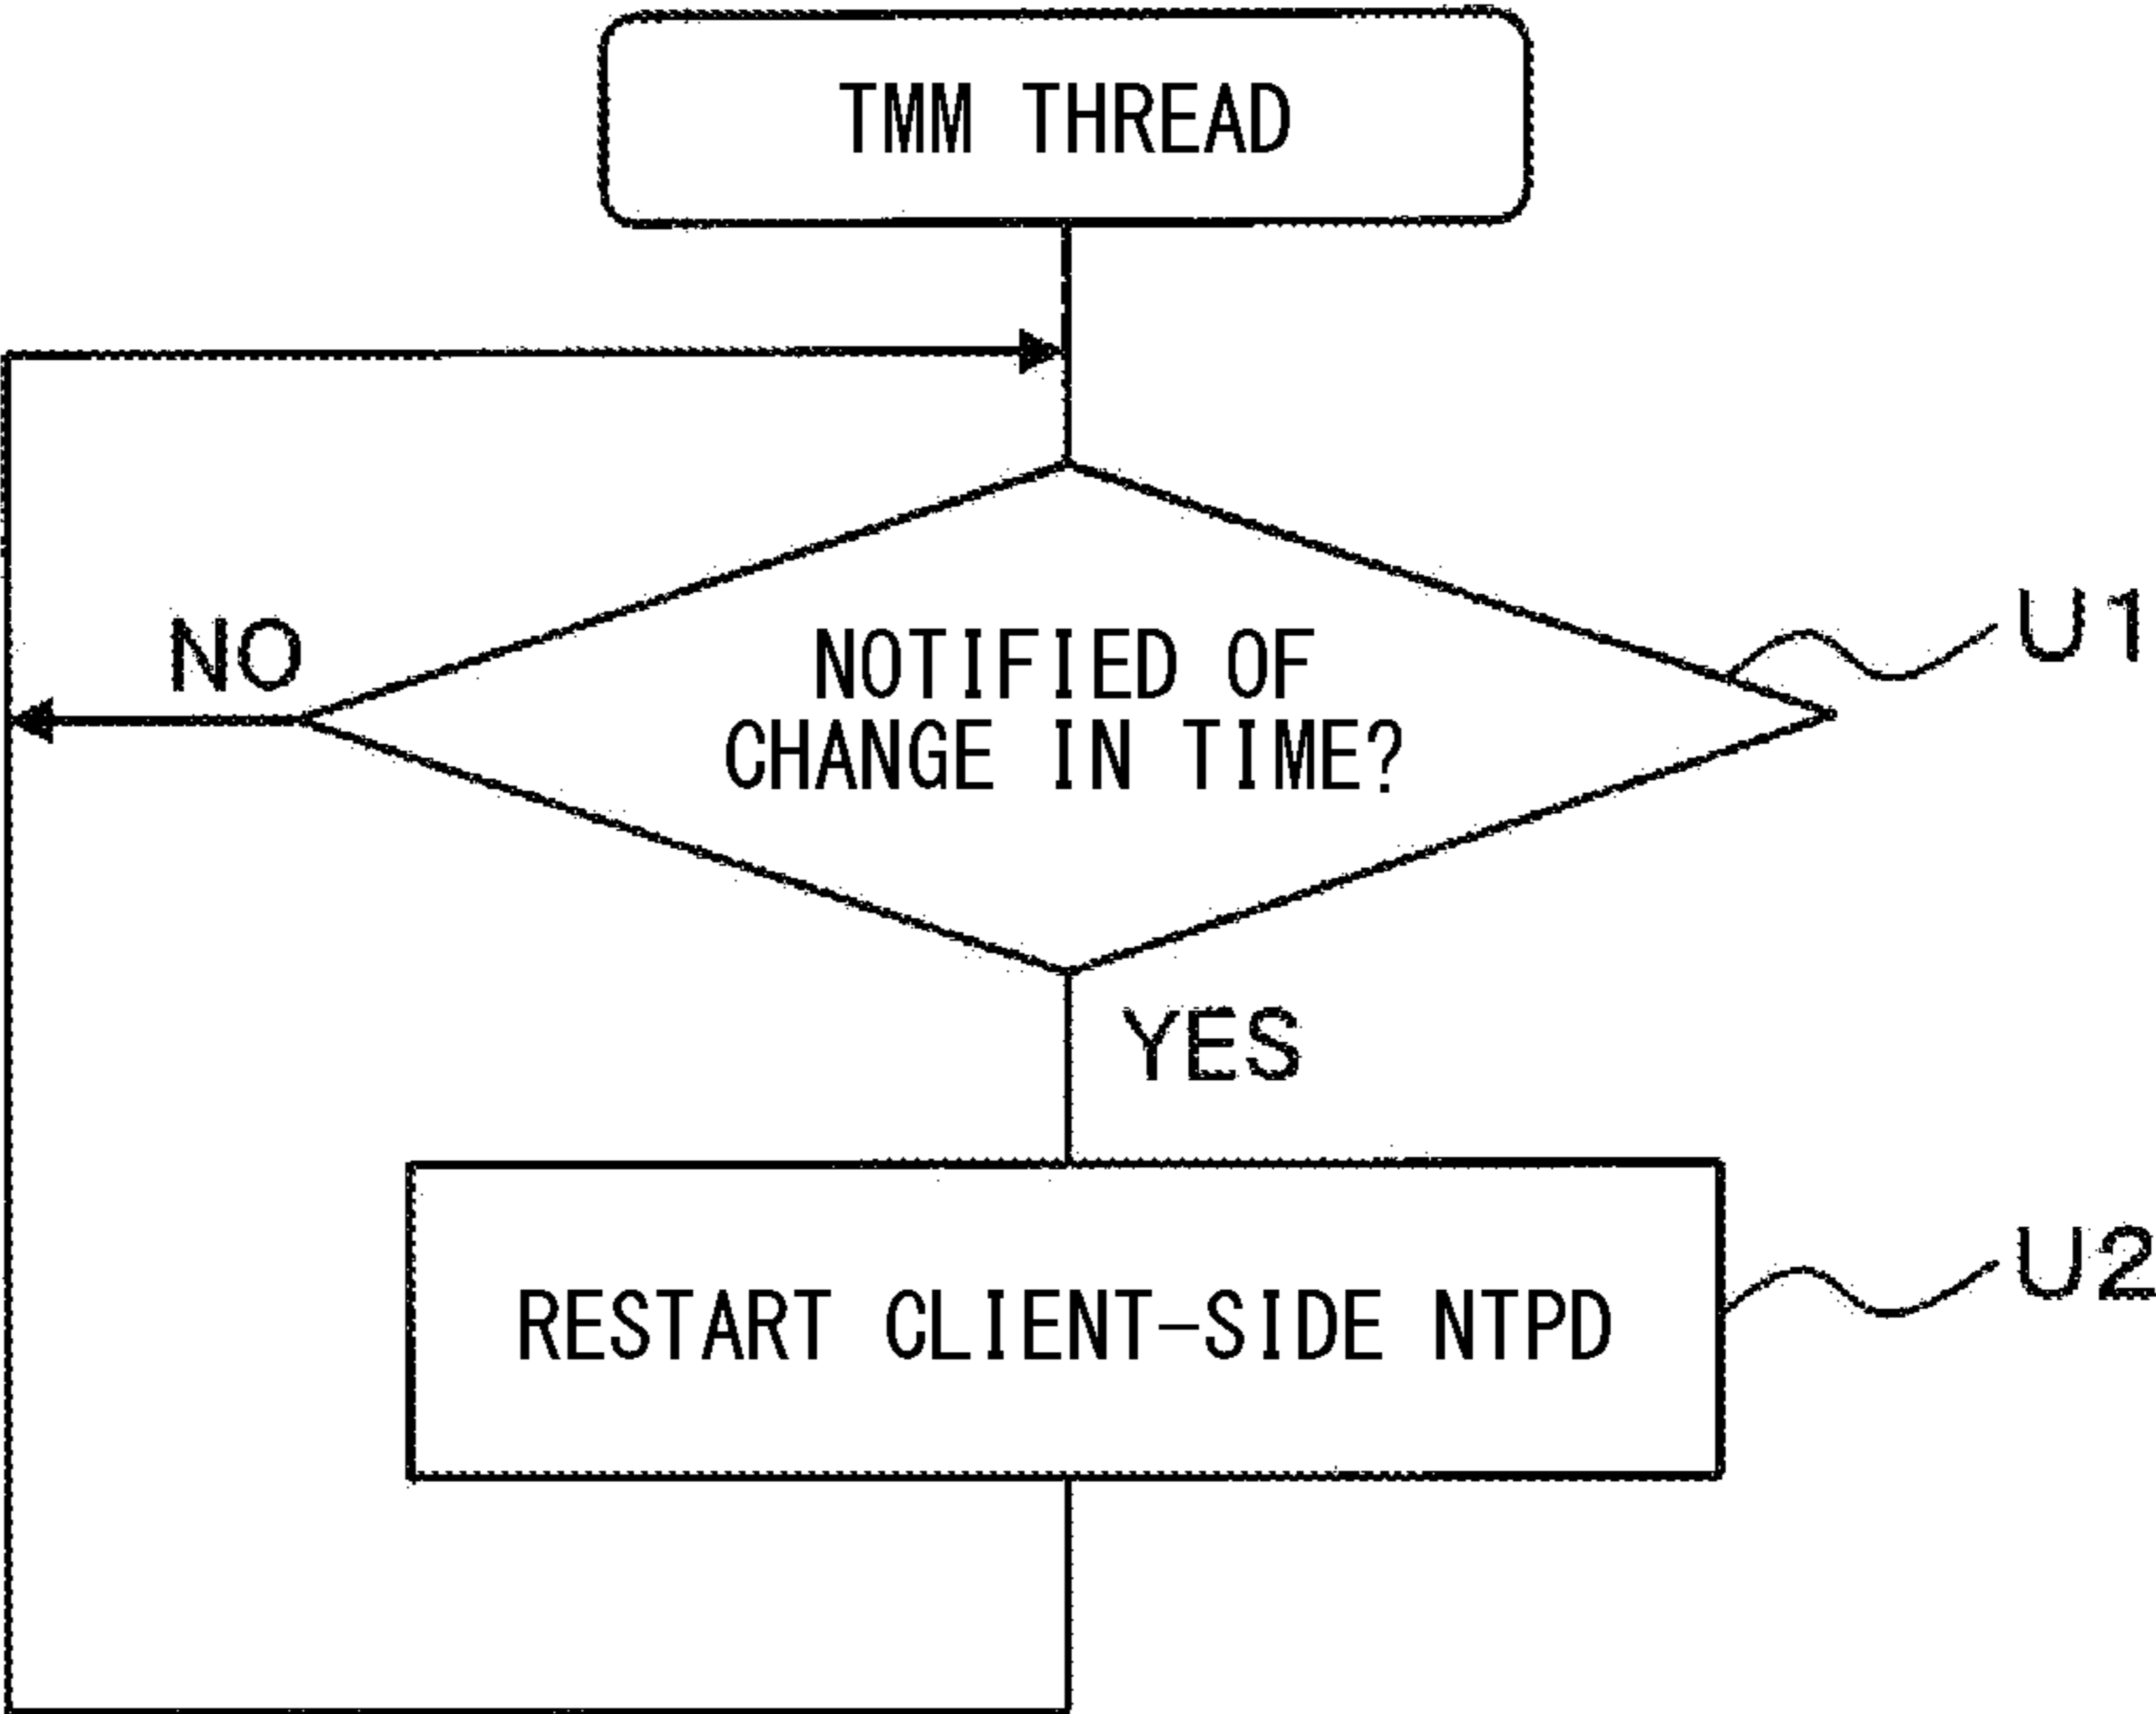 TMM THREAD
NO
NOTIFIED OF
CHANGE IN TIME?
U1
YES
RESTART CLIENT-SIDE NTPD
U2